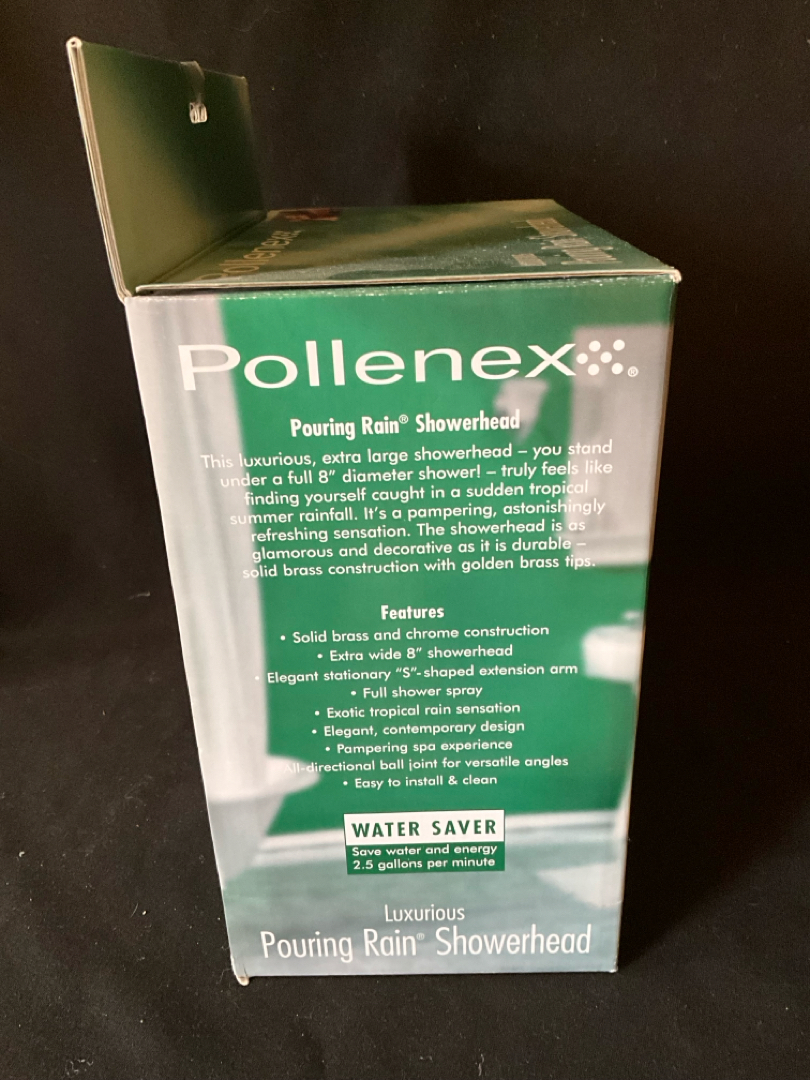 Pollenex
Pollenex®
Pouring Rain® Showerhead
This luxurious, extra large showerhead – you stand
under a full 8" diameter shower! – truly feels like
finding yourself caught in a sudden tropical
summer rainfall. It's a pampering, astonishingly
refreshing sensation. The showerhead is as
glamorous and decorative as it is durable –
solid brass construction with golden brass tips.
Features
• Solid brass and chrome construction
• Extra wide 8" showerhead
• Elegant stationary "S"-shaped extension arm
• Full shower spray
• Exotic tropical rain sensation
• Elegant, contemporary design
• Pampering spa experience
All-directional ball joint for versatile angles
• Easy to install & clean
WATER SAVER
Save water and energy
2.5 gallons per minute
Luxurious
Pouring Rain® Showerhead